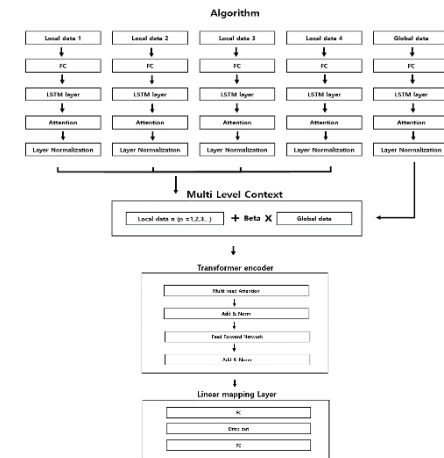 Algorithm
Local data 1 Local data 2 Local data 3 Local data 4 Global data
FC FC FC FC FC
LSTM layer LSTM layer LSTM layer LSTM layer LSTM layer
Attention Attention Attention Attention Attention
Layer Normalization Layer Normalization Layer Normalization Layer Normalization Layer Normalization
Multi Level Context
Local data n (n =1,2,3.. ) + Beta X Global data
Transformer encoder
Multi head Attention
Add & Norm
Feed Forward Network
Add & Norm
Linear mapping Layer
FC
Drop out
FC